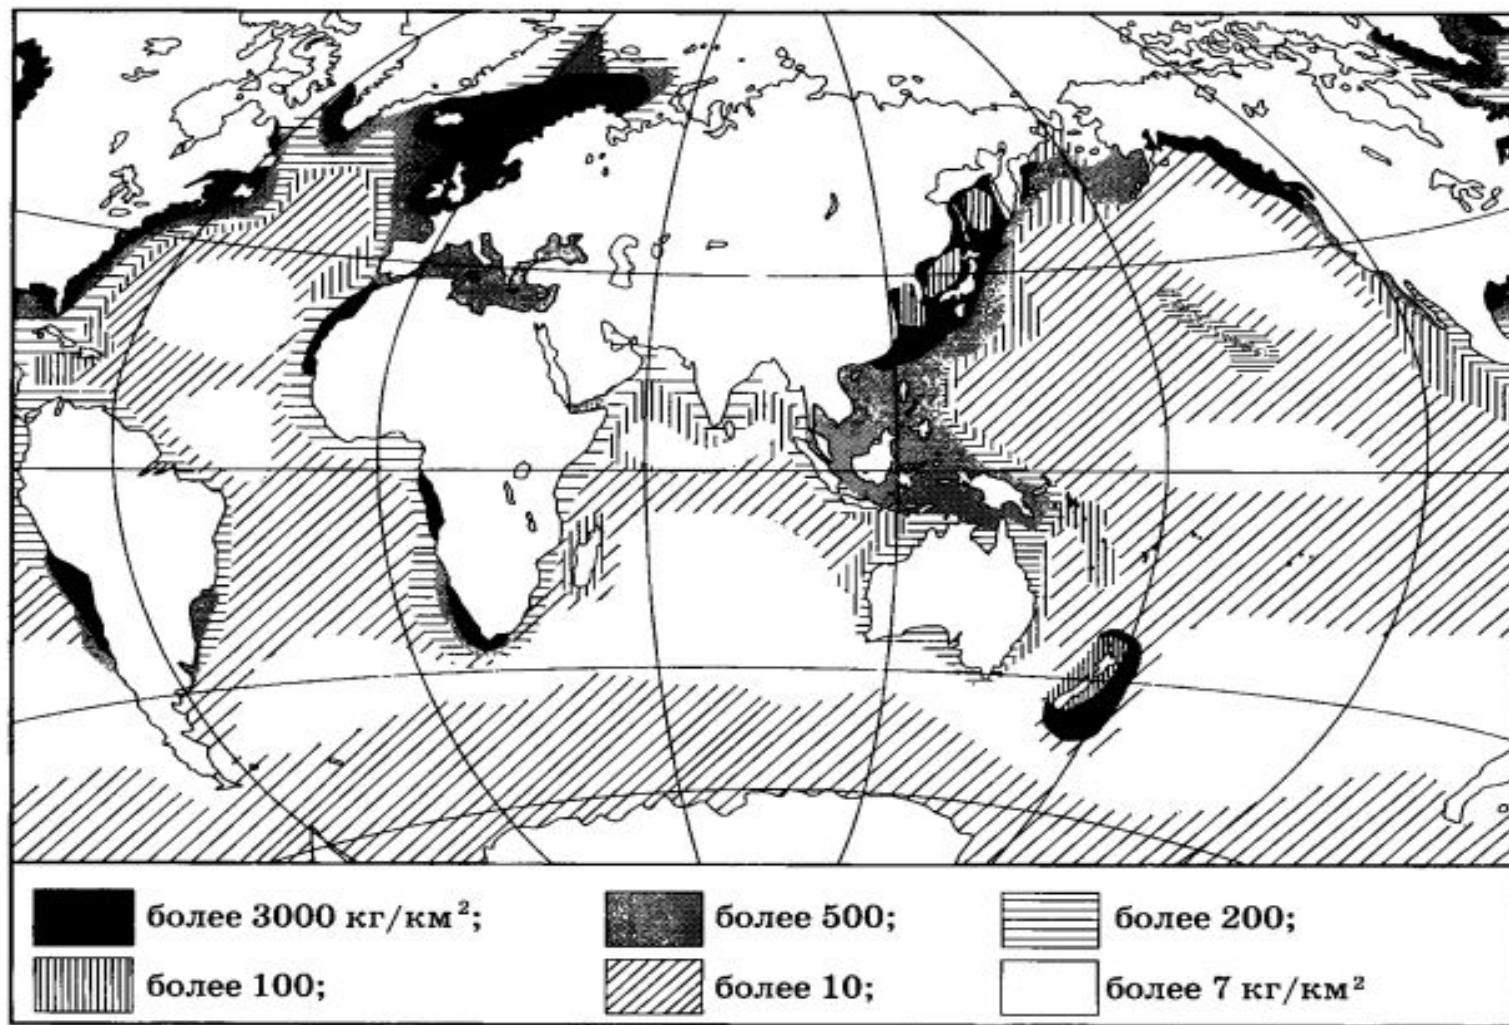 более 3000 кг/км²; более 500; более 200;
более 100; более 10; более 7 кг/км²